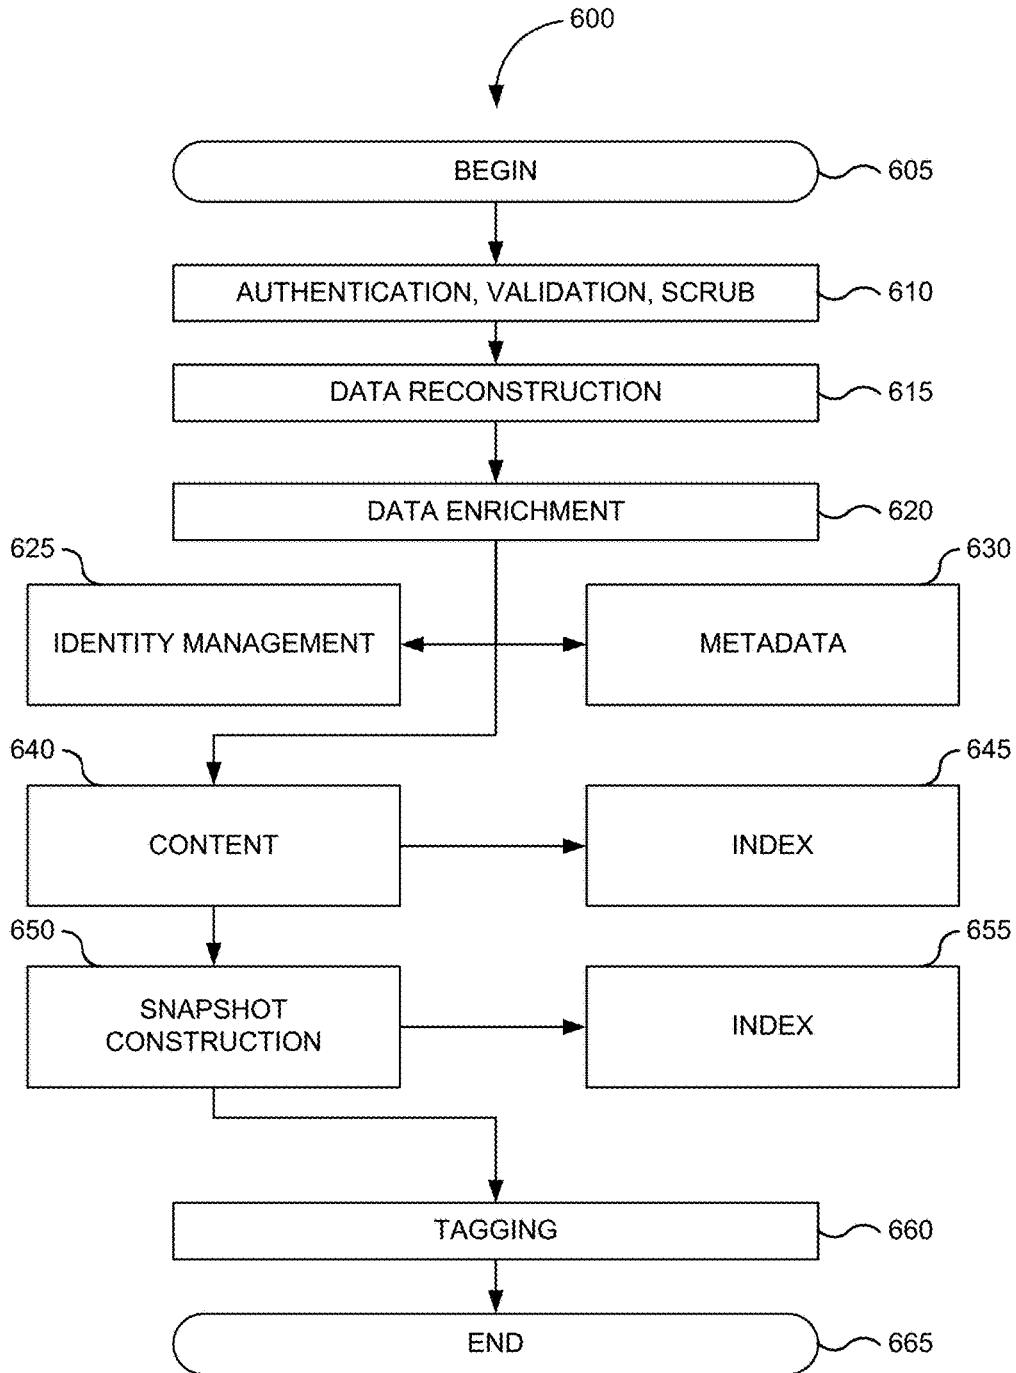 600
BEGIN
605
AUTHENTICATION, VALIDATION, SCRUB
610
DATA RECONSTRUCTION
615
DATA ENRICHMENT
620
625
630
IDENTITY MANAGEMENT
METADATA
640
645
CONTENT
INDEX
650
655
SNAPSHOT
CONSTRUCTION
INDEX
TAGGING
660
END
665